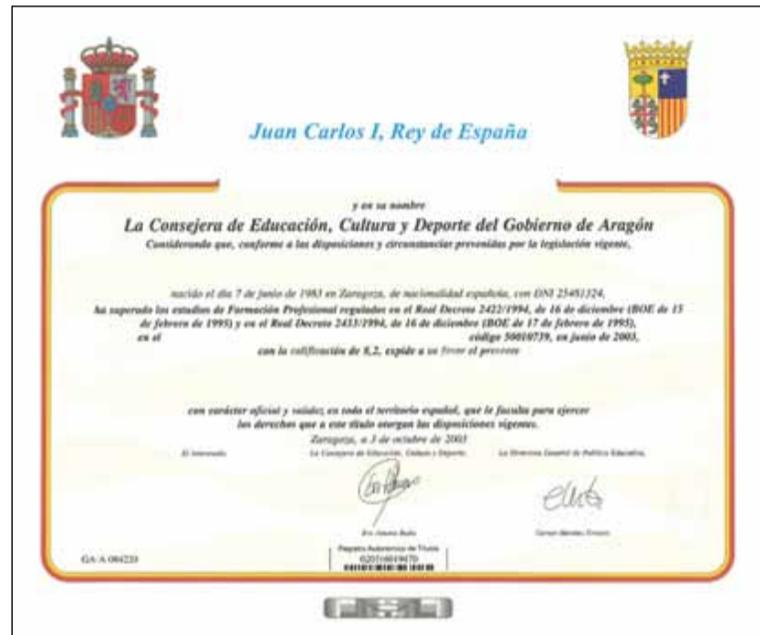 Juan Carlos I, Rey de España
y en su nombre
La Consejera de Educación, Cultura y Deporte del Gobierno de Aragón
Considerando que, conforme a las disposiciones y circunstancias prevenidas por la legislación vigente,
nacido el día 7 de junio de 1983 en Zaragoza, de nacionalidad española, con DNI
ha superado los estudios de Formación Profesional regulados en el Real Decreto 2422/1994, de 16 de diciembre (BOE de 15
de febrero de 1995) y en el Real Decreto 2433/1994, de 16 de diciembre (BOE de 17 de febrero de 1995),
en el código 50010739, en junio de 2003,
con la calificación de 8,2, expide a su favor el presente
con carácter oficial y validez en todo el territorio español, que le faculta para ejercer
los derechos que a este título otorgan las disposiciones vigentes.
Zaragoza, a 3 de octubre de 2003
El interesado La Consejera de Educación, Cultura y Deporte, La Directora General de Política Educativa,
Registro Autonómico de Títulos